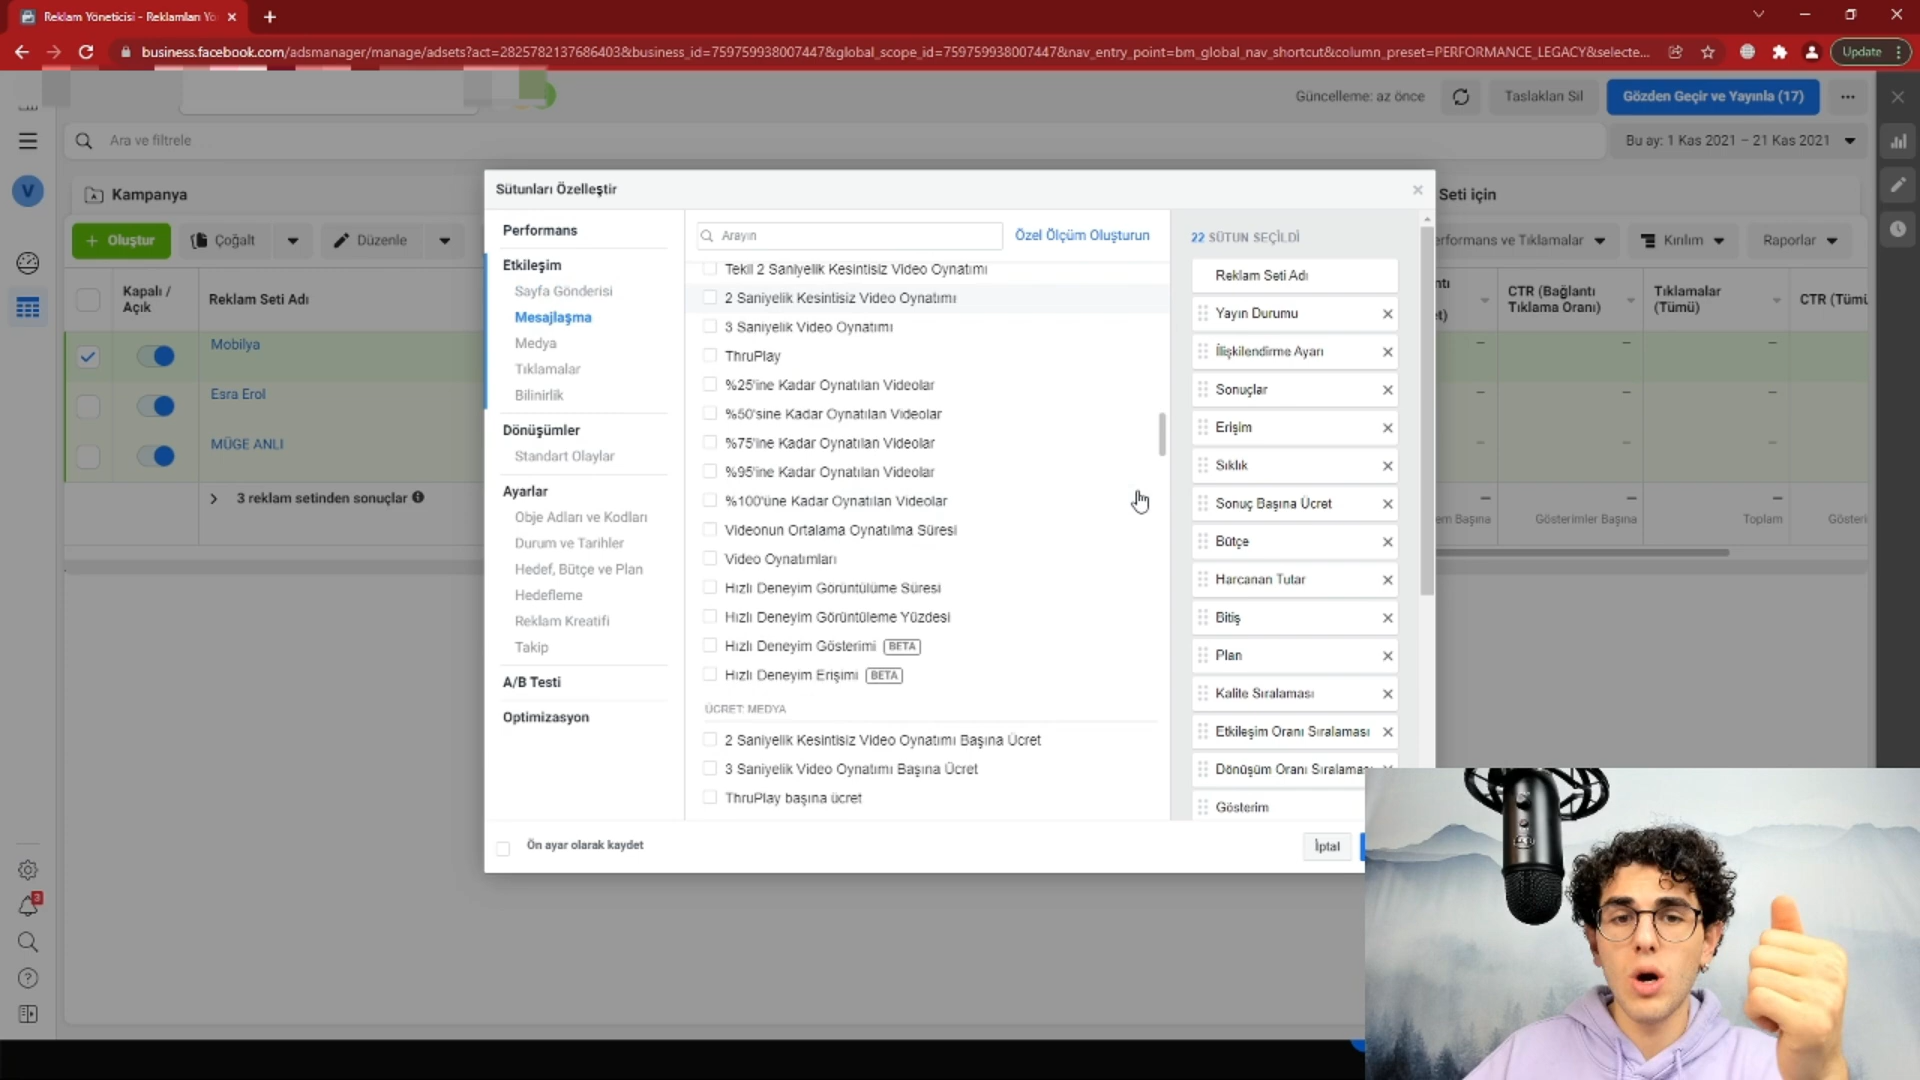 Reklam Yöneticisi - Reklamları Yö
business.facebook.com/adsmanager/manage/adsets?act=2825782137686403&business_id=759759938007447&global_scope_id=759759938007447&nav_entry_point=bm_global_nav_shortcut&column_preset=PERFORMANCE_LEGACY&selecte...
Update
Güncelleme: az önce
Taslakları Sil
Gözden Geçir ve Yayınla (17)
Ara ve filtrele
Bu ay: 1 Kas 2021 – 21 Kas 2021
V
Kampanya
Seti için
+ Oluştur
Çoğalt
Düzenle
erformans ve Tıklamalar
Kırılım
Raporlar
Kapalı /
Açık
Reklam Seti Adı
CTR (Bağlantı
Tıklama Oranı)
Tıklamalar
(Tümü)
CTR (Tümü
Mobilya
Esra Erol
MÜGE ANLI
3 reklam setinden sonuçlar
em Başına
Gösterimler Başına
Toplam
Gösteri
3
Sütunları Özelleştir
Performans
Etkileşim
Sayfa Gönderisi
Mesajlaşma
Medya
Tıklamalar
Bilinirlik
Dönüşümler
Standart Olaylar
Ayarlar
Obje Adları ve Kodları
Durum ve Tarihler
Hedef, Bütçe ve Plan
Hedefleme
Reklam Kreatifi
Takip
A/B Testi
Optimizasyon
Arayın
Özel Ölçüm Oluşturun
Tekil 2 Saniyelik Kesintisiz Video Oynatımı
2 Saniyelik Kesintisiz Video Oynatımı
3 Saniyelik Video Oynatımı
ThruPlay
%25'ine Kadar Oynatılan Videolar
%50'sine Kadar Oynatılan Videolar
%75'ine Kadar Oynatılan Videolar
%95'ine Kadar Oynatılan Videolar
%100'üne Kadar Oynatılan Videolar
Videonun Ortalama Oynatılma Süresi
Video Oynatımları
Hızlı Deneyim Görüntülüme Süresi
Hızlı Deneyim Görüntüleme Yüzdesi
Hızlı Deneyim Gösterimi BETA
Hızlı Deneyim Erişimi BETA
ÜCRET: MEDYA
2 Saniyelik Kesintisiz Video Oynatımı Başına Ücret
3 Saniyelik Video Oynatımı Başına Ücret
ThruPlay başına ücret
22 SÜTUN SEÇİLDİ
Reklam Seti Adı
Yayın Durumu
İlişkilendirme Ayarı
Sonuçlar
Erişim
Sıklık
Sonuç Başına Ücret
Bütçe
Harcanan Tutar
Bitiş
Plan
Kalite Sıralaması
Etkileşim Oranı Sıralaması
Dönüşüm Oranı Sıralamas
Gösterim
Ön ayar olarak kaydet
İptal